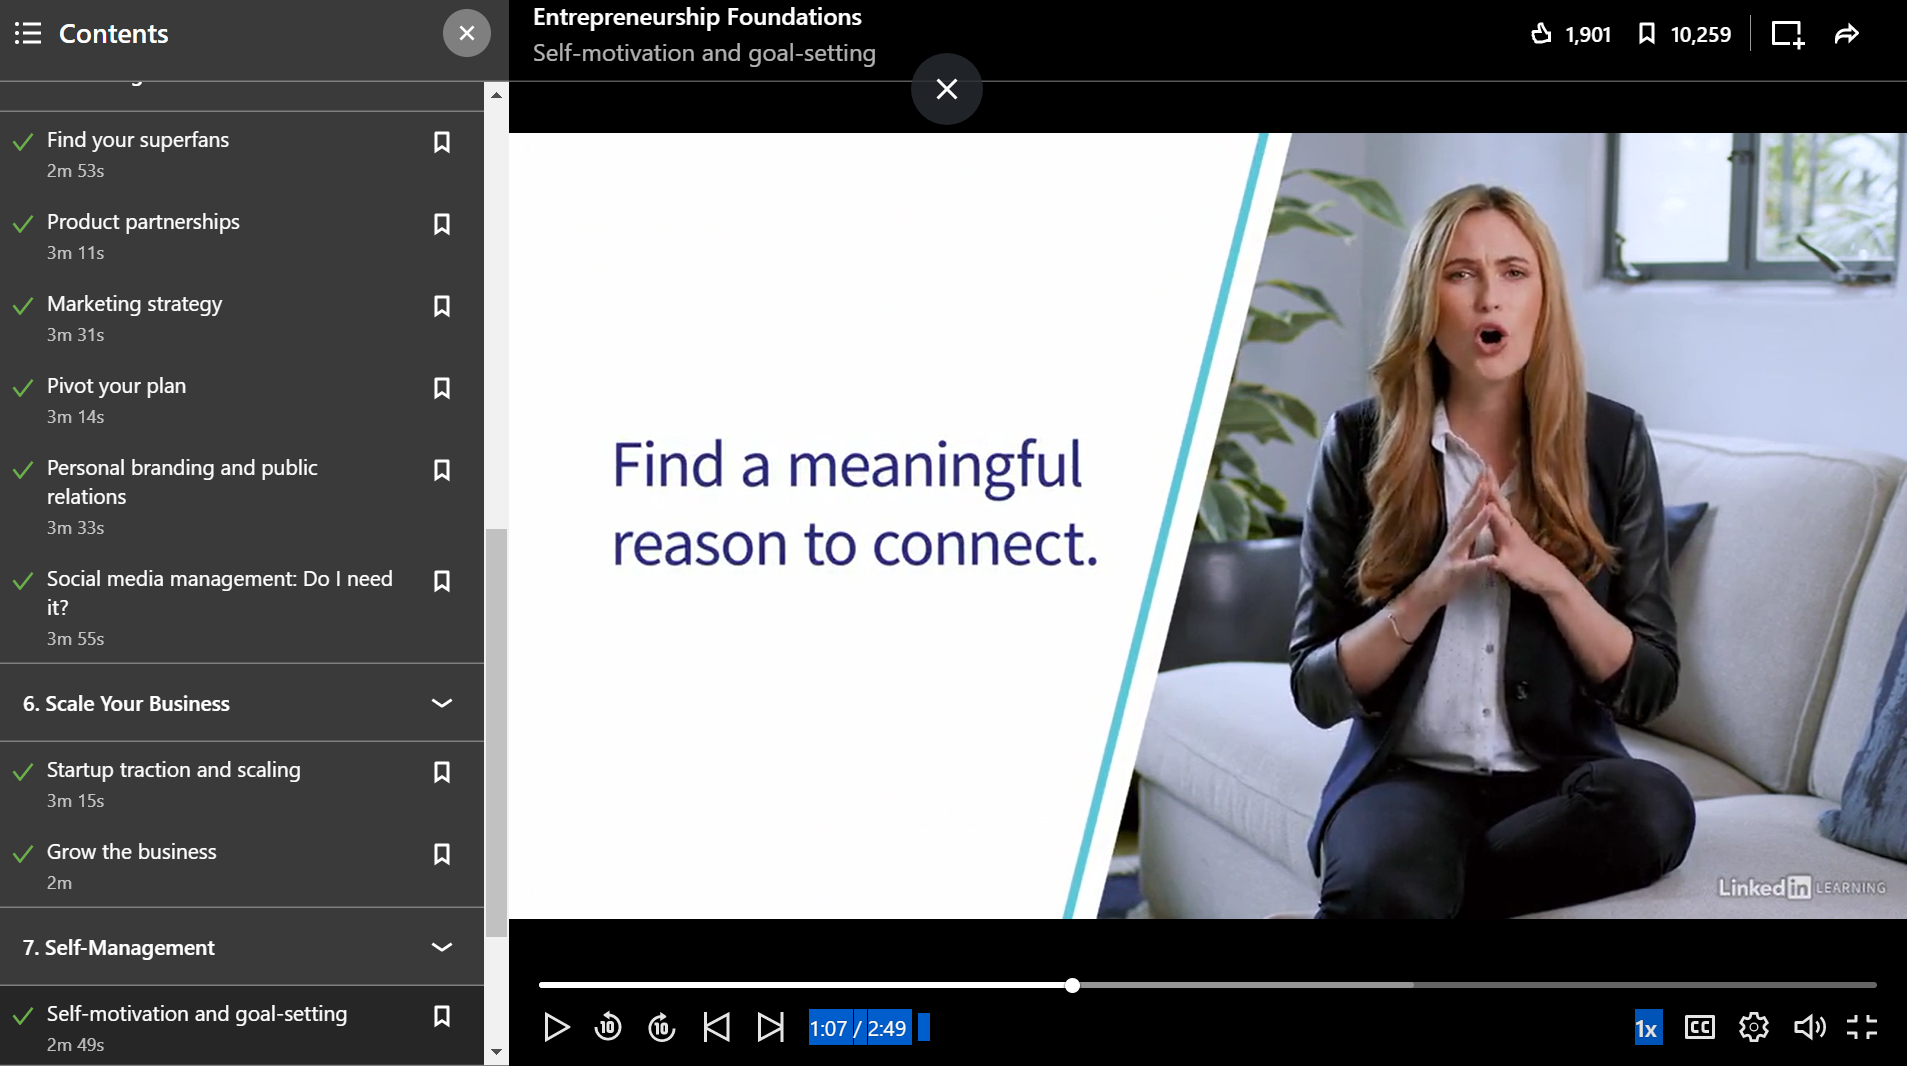 Contents
Find your superfans
2m 53s
Product partnerships
3m 11s
Marketing strategy
3m 31s
Pivot your plan
3m 14s
Personal branding and public
relations
3m 33s
Social media management: Do I need
it?
3m 55s
6. Scale Your Business
Startup traction and scaling
3m 15s
Grow the business
2m
7. Self-Management
Self-motivation and goal-setting
2m 49s
Entrepreneurship Foundations
Self-motivation and goal-setting
1,901
10,259
Find a meaningful
reason to connect.
Linked in LEARNING
10
10
1:07 / 2:49
1x
CC